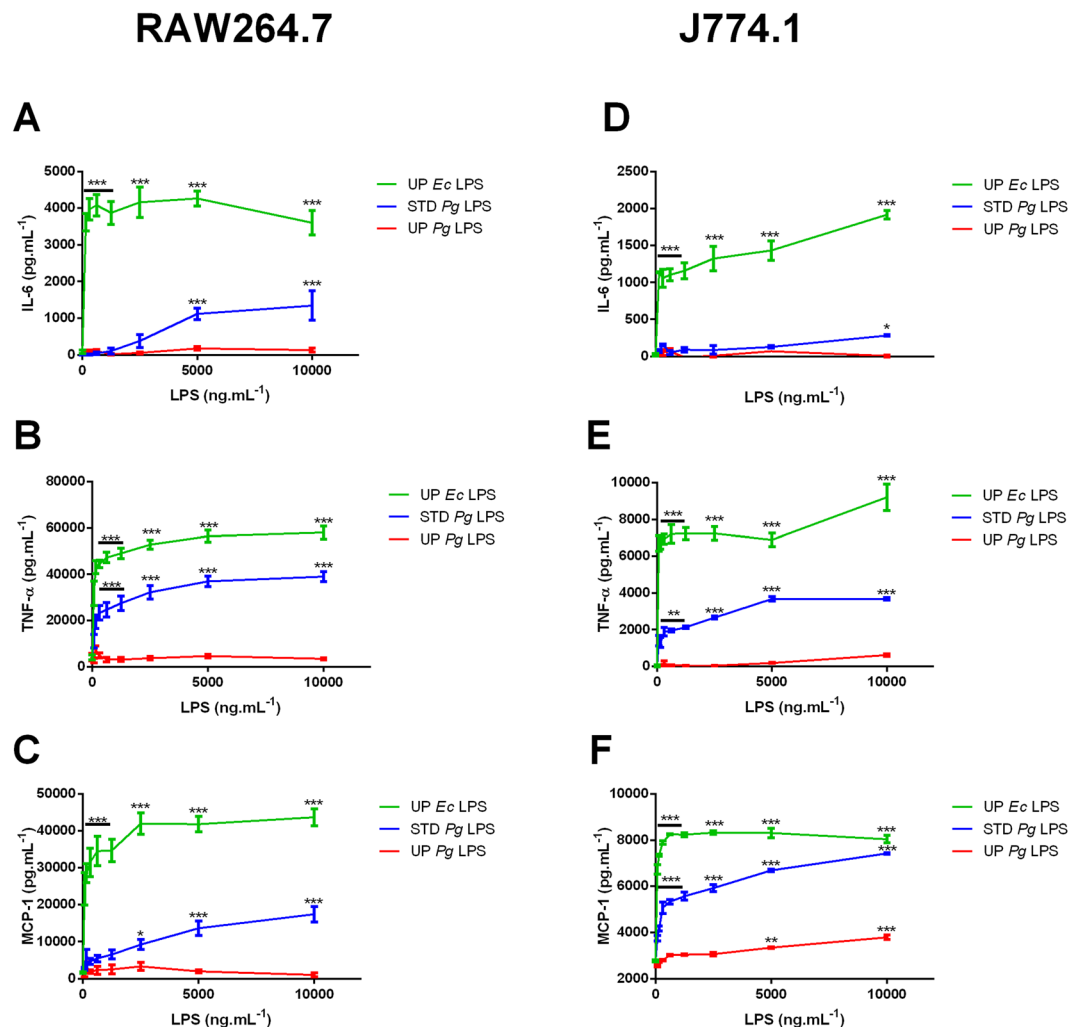 RAW264.7
J774.1
A
IL-6 (pg.mL-1)
5000
4000
3000
2000
1000
0
***
***
***
***
***
***
0
5000
10000
LPS (ng.mL-1)
UP Ec LPS
STD Pg LPS
UP Pg LPS
D
IL-6 (pg.mL-1)
2500
2000
1500
1000
500
0
***
***
***
***
*
0
5000
10000
LPS (ng.mL-1)
UP Ec LPS
STD Pg LPS
UP Pg LPS
B
TNF-α (pg.mL-1)
80000
60000
40000
20000
0
***
***
***
***
***
***
***
***
0
5000
10000
LPS (ng.mL-1)
UP Ec LPS
STD Pg LPS
UP Pg LPS
E
TNF-α (pg.mL-1)
10000
8000
6000
4000
2000
0
***
***
***
***
**
***
***
***
0
5000
10000
LPS (ng.mL-1)
UP Ec LPS
STD Pg LPS
UP Pg LPS
C
MCP-1 (pg.mL-1)
50000
40000
30000
20000
10000
0
***
***
***
***
*
***
***
0
5000
10000
LPS (ng.mL-1)
UP Ec LPS
STD Pg LPS
UP Pg LPS
F
MCP-1 (pg.mL-1)
10000
8000
6000
4000
2000
***
***
***
***
***
***
***
***
**
***
0
5000
10000
LPS (ng.mL-1)
UP Ec LPS
STD Pg LPS
UP Pg LPS